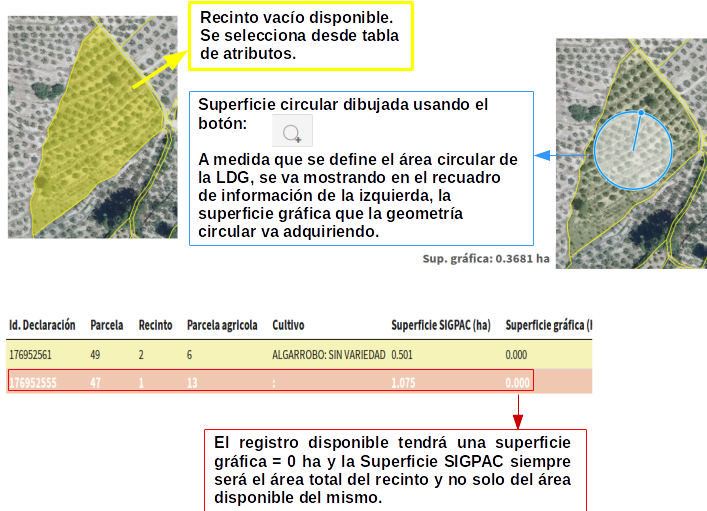 Recinto vacío disponible.
Se selecciona desde tabla
de atributos.
Superficie circular dibujada usando el
botón:
A medida que se define el área circular de
la LDG, se va mostrando en el recuadro
de información de la izquierda, la
superficie gráfica que la geometría
circular va adquiriendo.
Sup. gráfica: 0.3681 ha
Id. Declaración Parcela Recinto Parcela agricola Cultivo Superficie SIGPAC (ha) Superficie gráfica (
176952561 49 2 6 ALGARROBO: SIN VARIEDAD 0.501 0.000
176952555 47 1 13 : 1.075 0.000
El registro disponible tendrá una superficie
gráfica = 0 ha y la Superficie SIGPAC siempre
será el área total del recinto y no solo del área
disponible del mismo.